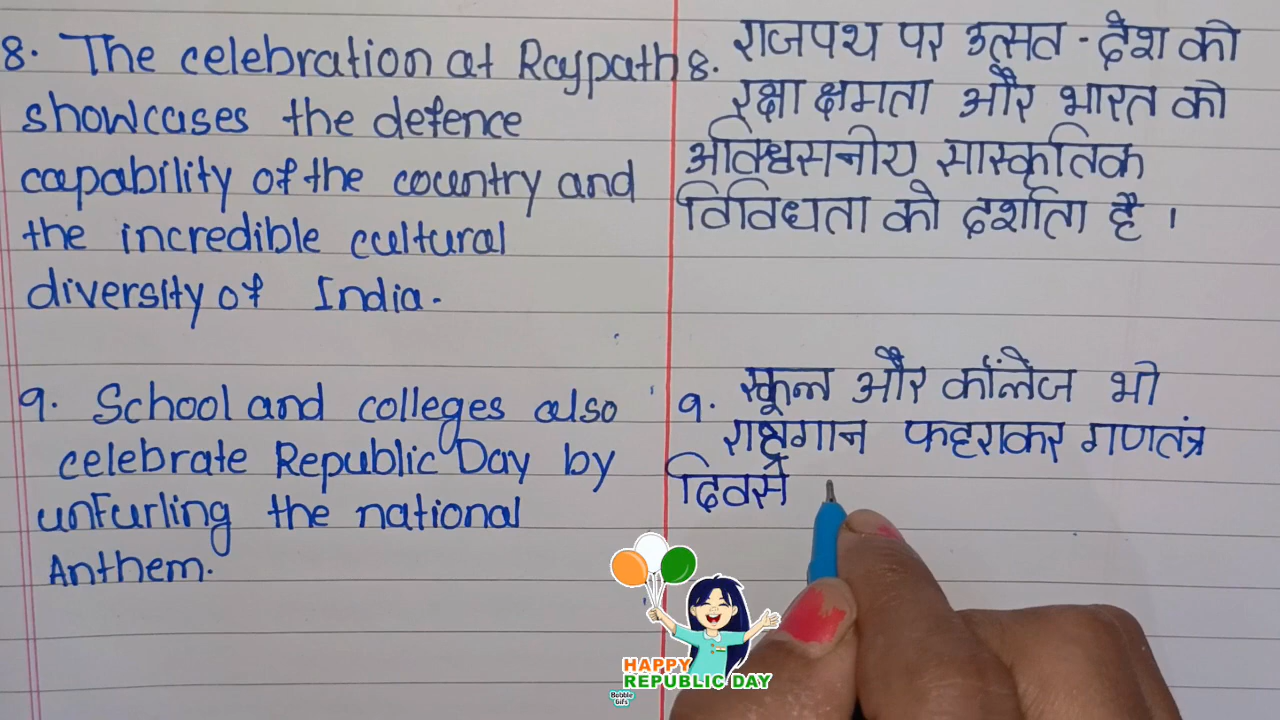 8. The celebration at Rajpath
showcases the defence
capability of the country and
the incredible cultural
diversity of India.
9. School and colleges also
celebrate Republic Day by
unfurling the national
Anthem.
8. राजपथ पर उत्सव - देश की
रक्षा क्षमता और भारत की
अविश्वसनीय सांस्कृतिक
विविधता को दर्शाता है ।
9. स्कूल और कॉलेज भी
राष्ट्रगान फहराकर गणतंत्र
दिवस
HAPPY
REPUBLIC DAY
Bobble
Gifs